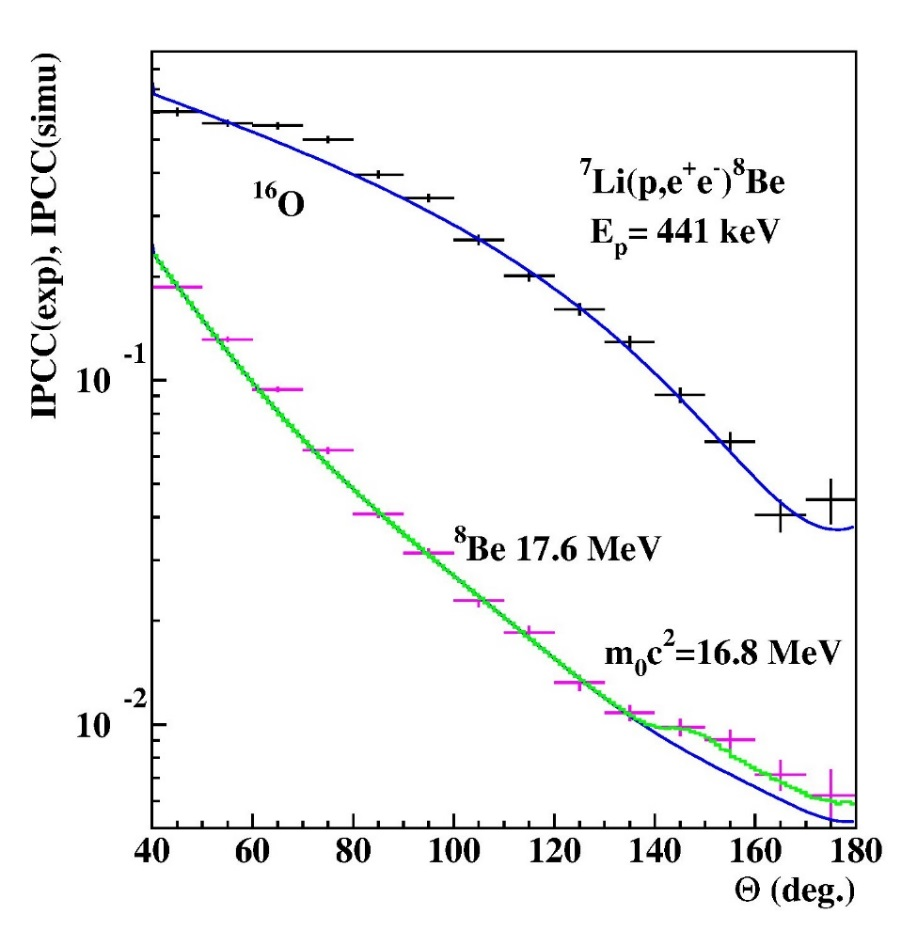 IPCC(exp), IPCC(simu)
¹⁶O
⁷Li(p,e⁺e⁻)⁸Be
Eₚ= 441 keV
10⁻¹
⁸Be 17.6 MeV
m₀c²=16.8 MeV
10⁻²
40 60 80 100 120 140 160 180
Θ (deg.)